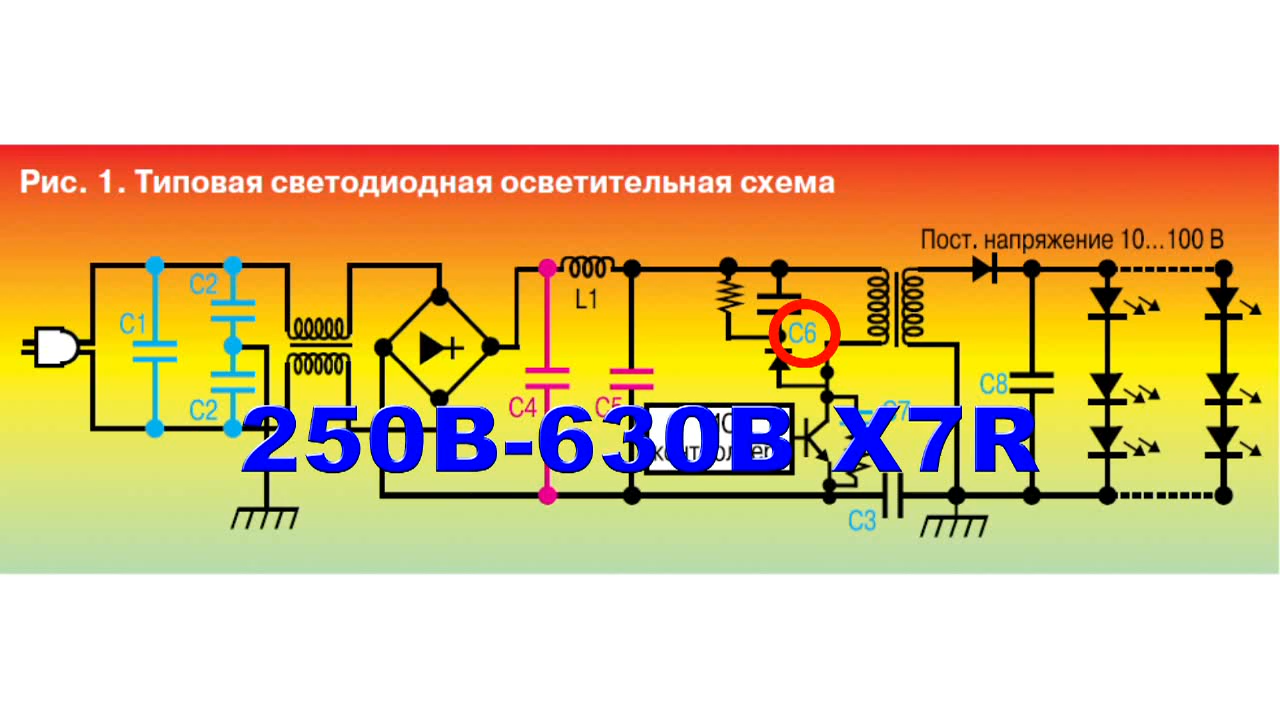 Рис. 1. Типовая светодиодная осветительная схема
Пост. напряжение 10...100 В
C1
C2
C2
L1
C4
C5
C6
C7
C8
C3
250В-630В X7R